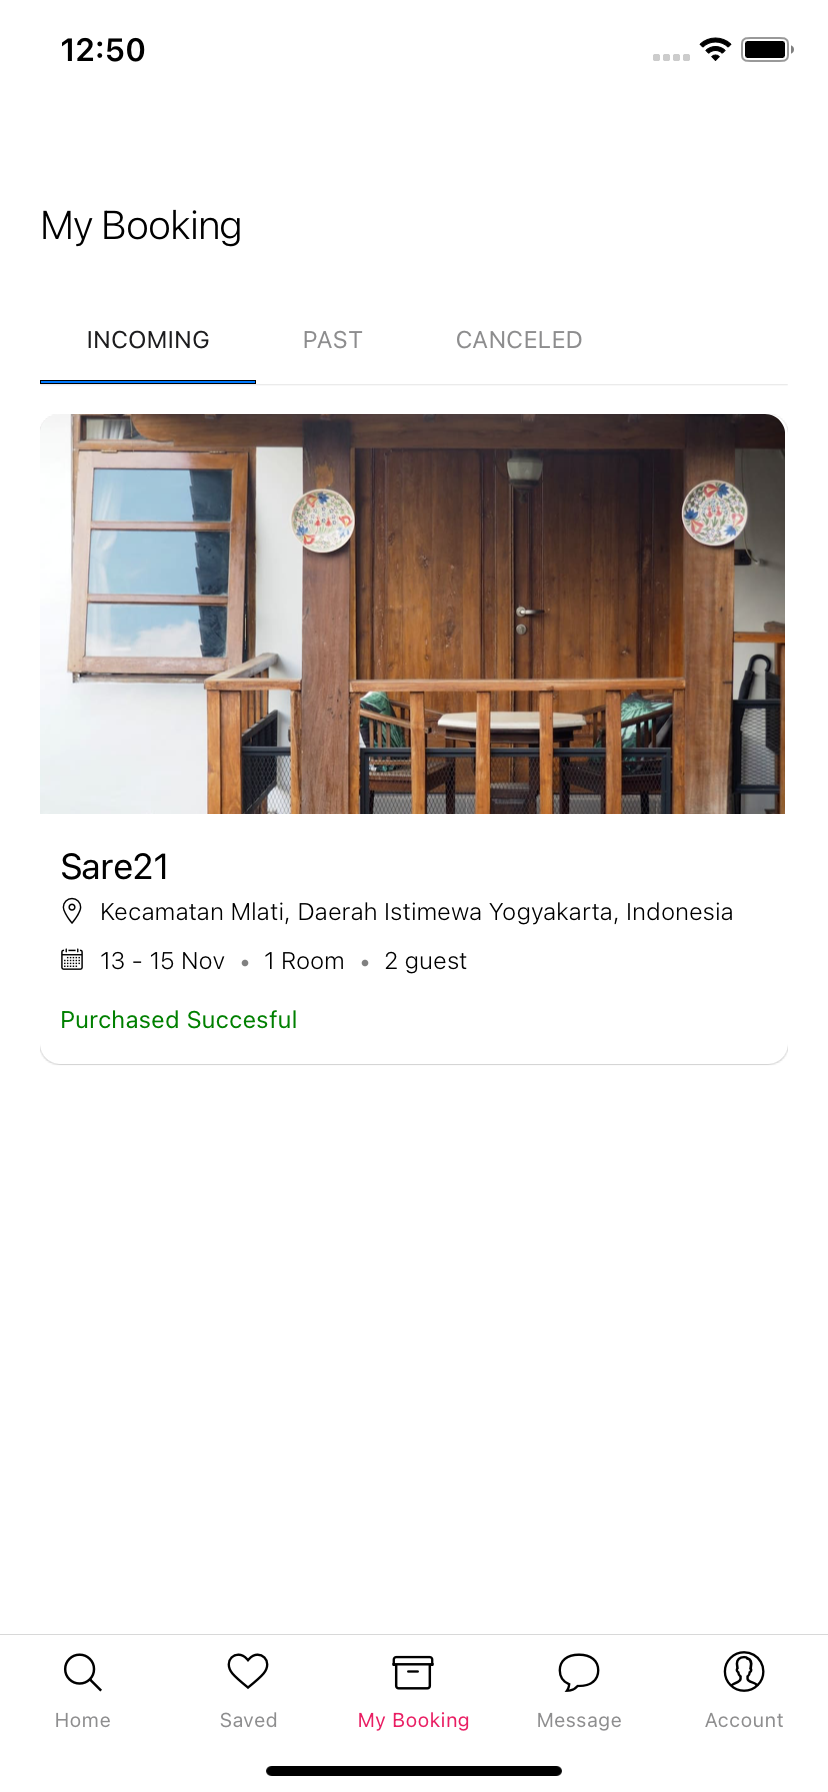 12:50
My Booking
INCOMING PAST CANCELED
Sare21
Kecamatan Mlati, Daerah Istimewa Yogyakarta, Indonesia
13 - 15 Nov • 1 Room • 2 guest
Purchased Succesful
Home Saved My Booking Message Account